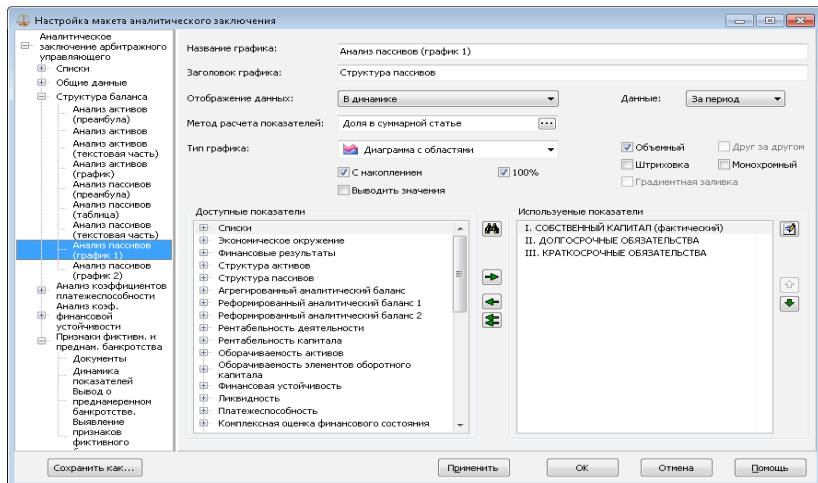 Настройка макета аналитического заключения
Аналитическое
заключение арбитражного
управляющего
Списки
Общие данные
Структура баланса
Анализ активов
(преамбула)
Анализ активов
Анализ активов
(текстовая часть)
Анализ активов
(график)
Анализ пассивов
(преамбула)
Анализ пассивов
(таблица)
Анализ пассивов
(текстовая часть)
Анализ пассивов
(график 1)
Анализ пассивов
(график 2)
Анализ коэффициентов
платежеспособности
Анализ коэф.
финансовой
устойчивости
Признаки фиктивн. и
преднам. банкротства
Документы
Динамика
показателей
Вывод о
преднамеренном
банкротстве.
Выявление
признаков
фиктивного
Название графика:
Анализ пассивов (график 1)
Заголовок графика:
Структура пассивов
Отображение данных:
В динамике
Данные:
За период
Метод расчета показателей:
Доля в суммарной статье
...
Тип графика:
Диаграмма с областями
Объемный
Друг за другом
Штриховка
Монохромный
Градиентная заливка
С накоплением
100%
Выводить значения
Доступные показатели
Списки
Экономическое окружение
Финансовые результаты
Структура активов
Структура пассивов
Агрегированный аналитический баланс
Реформированный аналитический баланс 1
Реформированный аналитический баланс 2
Рентабельность деятельности
Рентабельность капитала
Оборачиваемость активов
Оборачиваемость элементов оборотного
капитала
Финансовая устойчивость
Ликвидность
Платежеспособность
Комплексная оценка финансового состояния
Используемые показатели
I. СОБСТВЕННЫЙ КАПИТАЛ (фактический)
II. ДОЛГОСРОЧНЫЕ ОБЯЗАТЕЛЬСТВА
III. КРАТКОСРОЧНЫЕ ОБЯЗАТЕЛЬСТВА
Сохранить как...
Применить
OK
Отмена
Помощь